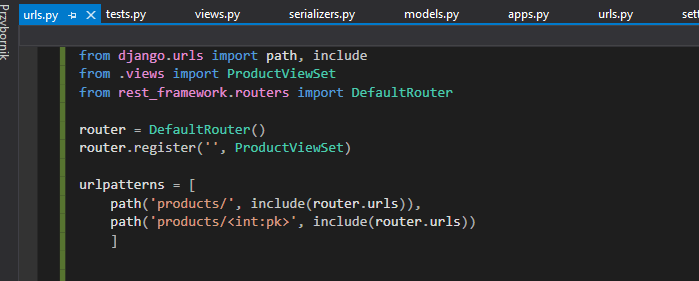 urls.py tests.py views.py serializers.py models.py apps.py urls.py
Przybornik
from django.urls import path, include
from .views import ProductViewSet
from rest_framework.routers import DefaultRouter
router = DefaultRouter()
router.register('', ProductViewSet)
urlpatterns = [
path('products/', include(router.urls)),
path('products/<int:pk>', include(router.urls))
]